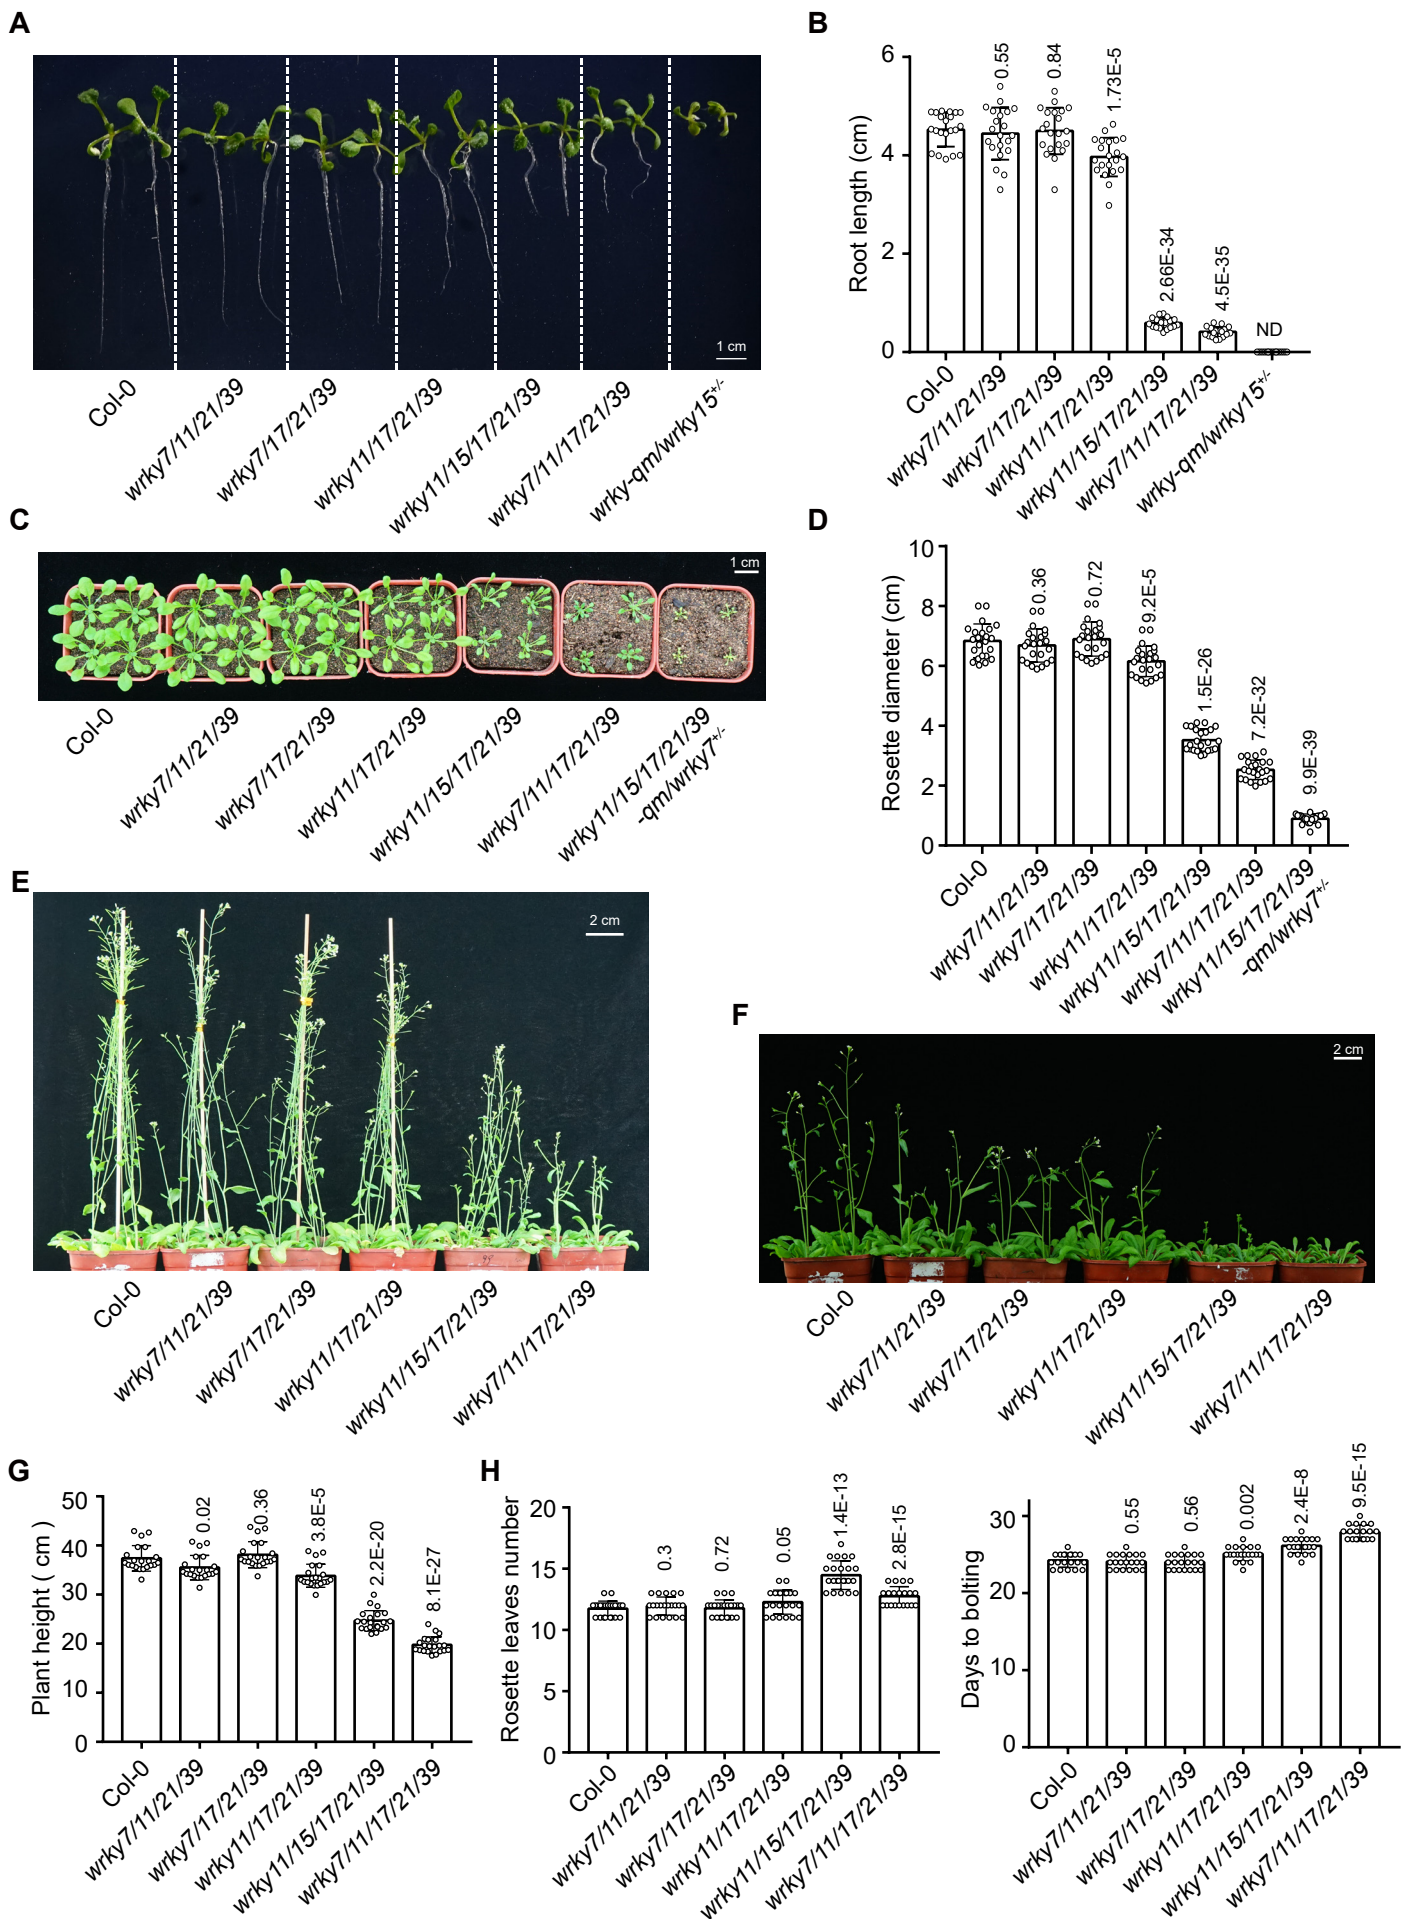 A
1 cm
Col-0
wrky7/11/21/39
wrky7/17/21/39
wrky11/17/21/39
wrky11/15/17/21/39
wrky7/11/17/21/39
wrky-qm/wrky15+/-
B
Root length (cm)
6
4
2
0
0.55
0.84
1.73E-5
2.66E-34
4.5E-35
ND
Col-0
wrky7/11/21/39
wrky7/17/21/39
wrky11/17/21/39
wrky11/15/17/21/39
wrky7/11/17/21/39
wrky-qm/wrky15+/-
C
1 cm
Col-0
wrky7/11/21/39
wrky7/17/21/39
wrky11/17/21/39
wrky11/15/17/21/39
wrky7/11/17/21/39
wrky11/15/17/21/39
-qm/wrky7+/-
D
Rosette diameter (cm)
10
8
6
4
2
0
0.36
0.72
9.2E-5
1.5E-26
7.2E-32
9.9E-39
Col-0
wrky7/11/21/39
wrky7/17/21/39
wrky11/17/21/39
wrky11/15/17/21/39
wrky7/11/17/21/39
wrky11/15/17/21/39
-qm/wrky7+/-
E
2 cm
Col-0
wrky7/11/21/39
wrky7/17/21/39
wrky11/17/21/39
wrky11/15/17/21/39
wrky7/11/17/21/39
F
2 cm
Col-0
wrky7/11/21/39
wrky7/17/21/39
wrky11/17/21/39
wrky11/15/17/21/39
wrky7/11/17/21/39
G
Plant height ( cm )
50
40
30
20
10
0
0.02
0.36
3.8E-5
2.2E-20
8.1E-27
Col-0
wrky7/11/21/39
wrky7/17/21/39
wrky11/17/21/39
wrky11/15/17/21/39
wrky7/11/17/21/39
H
Rosette leaves number
20
15
10
5
0
0.3
0.72
0.05
1.4E-13
2.8E-15
Col-0
wrky7/11/21/39
wrky7/17/21/39
wrky11/17/21/39
wrky11/15/17/21/39
wrky7/11/17/21/39
Days to bolting
30
20
10
0
0.55
0.56
0.002
2.4E-8
9.5E-15
Col-0
wrky7/11/21/39
wrky7/17/21/39
wrky11/17/21/39
wrky11/15/17/21/39
wrky7/11/17/21/39